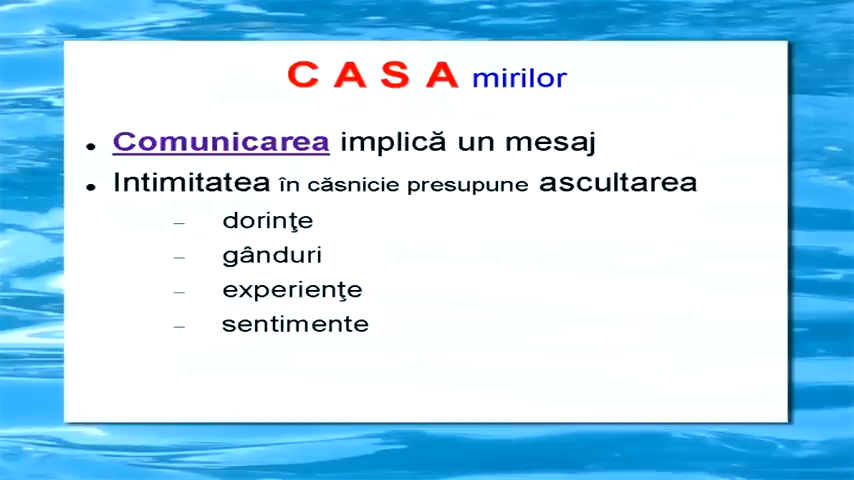 C A S A mirilor
• Comunicarea implică un mesaj
• Intimitatea în căsnicie presupune ascultarea
– dorinţe
– gânduri
– experienţe
– sentimente